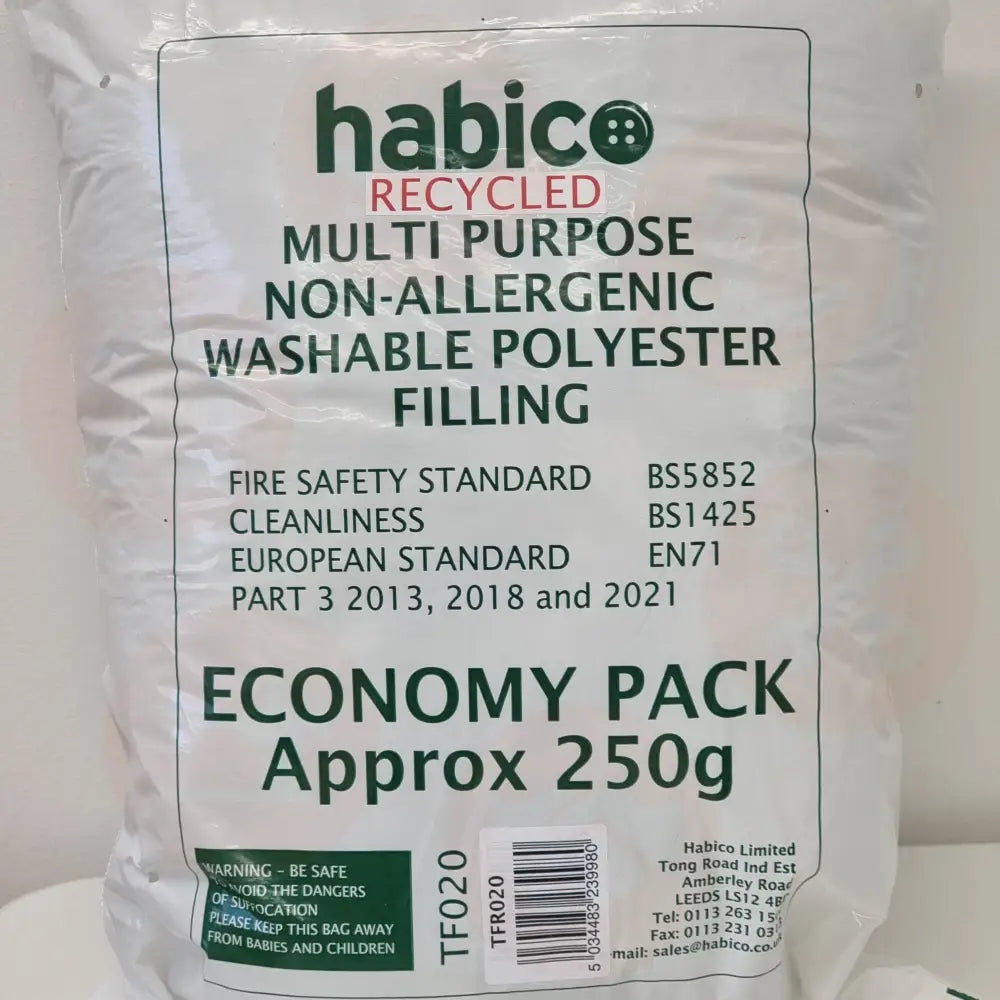 habico
RECYCLED
MULTI PURPOSE
NON-ALLERGENIC
WASHABLE POLYESTER
FILLING
FIRE SAFETY STANDARD BS5852
CLEANLINESS BS1425
EUROPEAN STANDARD EN71
PART 3 2013, 2018 and 2021
ECONOMY PACK
Approx 250g
WARNING - BE SAFE
AVOID THE DANGERS
OF SUFFOCATION
PLEASE KEEP THIS BAG AWAY
FROM BABIES AND CHILDREN
TF020
TFR020
5 034483 239980
Habico Limited
Tong Road Ind Est
Amberley Road
LEEDS LS12
Tel: 0113 263
Fax: 0113 231
email: sales@habico.co.uk